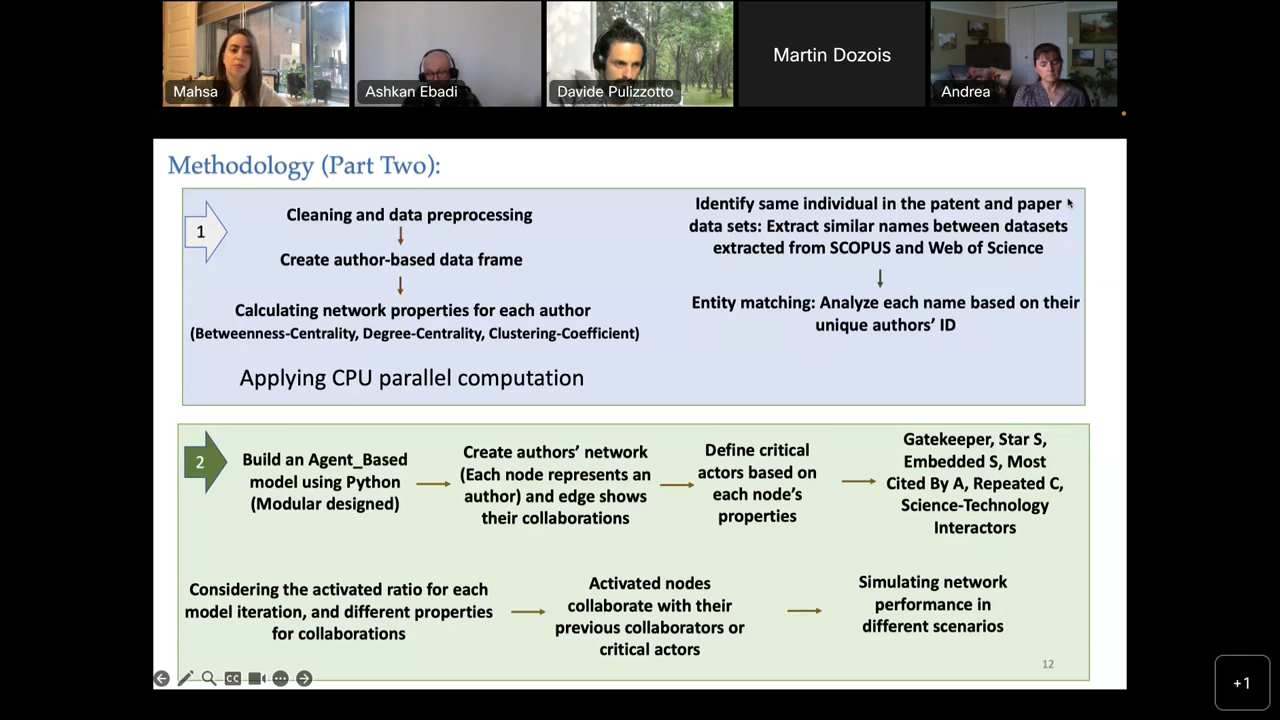 Mahsa
Ashkan Ebadi
Davide Pulizzotto
Martin Dozois
Andrea
Methodology (Part Two):
1
Cleaning and data preprocessing
Create author-based data frame
Calculating network properties for each author
(Betweenness-Centrality, Degree-Centrality, Clustering-Coefficient)
Applying CPU parallel computation
Identify same individual in the patent and paper
data sets: Extract similar names between datasets
extracted from SCOPUS and Web of Science
Entity matching: Analyze each name based on their
unique authors’ ID
2
Build an Agent_Based
model using Python
(Modular designed)
Create authors’ network
(Each node represents an
author) and edge shows
their collaborations
Define critical
actors based on
each node’s
properties
Gatekeeper, Star S,
Embedded S, Most
Cited By A, Repeated C,
Science-Technology
Interactors
Considering the activated ratio for each
model iteration, and different properties
for collaborations
Activated nodes
collaborate with their
previous collaborators or
critical actors
Simulating network
performance in
different scenarios
12
CC
+1